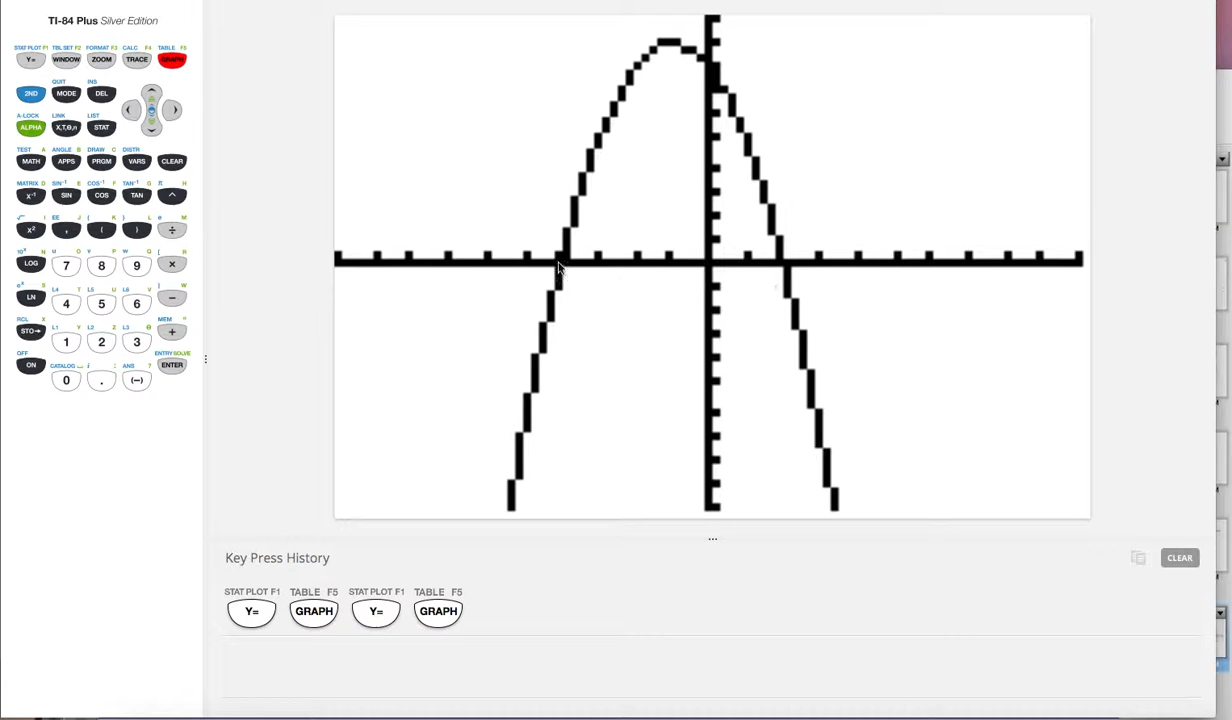 TI-84 Plus Silver Edition
STAT PLOT F1 TBL SET F2 FORMAT F3 CALC F4 TABLE F5
Y= WINDOW ZOOM TRACE GRAPH
QUIT INS
2ND MODE DEL
A-LOCK LINK LIST
ALPHA X,T,Θ,n STAT
TEST A ANGLE B DRAW C DISTR
MATH APPS PRGM VARS CLEAR
MATRIX D SIN⁻¹ E COS⁻¹ F TAN⁻¹ G π H
X⁻¹ SIN COS TAN ^
√ I EE J { K } L e M
X² , ( ) ÷
10ˣ N u O v P w Q [ R
LOG 7 8 9 ×
eˣ S L4 T L5 U L6 V ] W
LN 4 5 6 −
RCL X L1 Y L2 Z L3 Θ MEM "
STO→ 1 2 3 +
OFF CATALOG i : ANS ? ENTRY SOLVE
ON 0 . (−) ENTER
Key Press History
CLEAR
STAT PLOT F1 TABLE F5 STAT PLOT F1 TABLE F5
Y= GRAPH Y= GRAPH